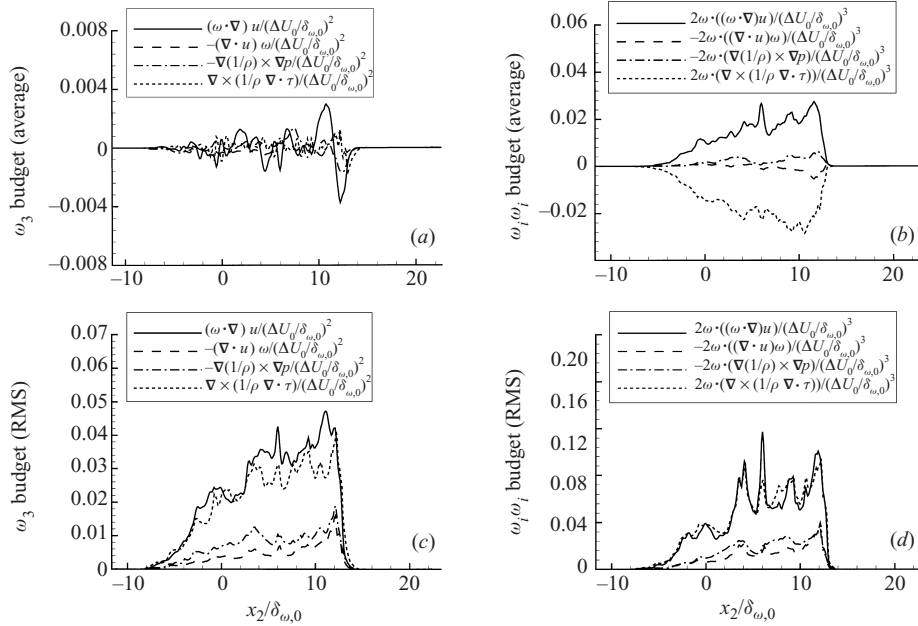 0.008
0.004
0
−0.004
−0.008
ω3 budget (average)
(ω·∇) u/(ΔU0/δω,0)^2
−(∇·u) ω/(ΔU0/δω,0)^2
−∇(1/ρ) × ∇p/(ΔU0/δω,0)^2
∇ × (1/ρ ∇·τ)/(ΔU0/δω,0)^2
(a)
−10 0 10 20
0.06
0.04
0.02
0
−0.02
ωiωi budget (average)
2ω·((ω·∇)u)/(ΔU0/δω,0)^3
−2ω·((∇·u)ω)/(ΔU0/δω,0)^3
−2ω·(∇(1/ρ) × ∇p/(ΔU0/δω,0)^3
2ω·(∇ × (1/ρ ∇·τ))/(ΔU0/δω,0)^3
(b)
−10 0 10 20
0.07
0.06
0.05
0.04
0.03
0.02
0.01
0
ω3 budget (RMS)
(ω·∇) u/(ΔU0/δω,0)^2
−(∇·u) ω/(ΔU0/δω,0)^2
−∇(1/ρ) × ∇p/(ΔU0/δω,0)^2
∇ × (1/ρ ∇·τ)/(ΔU0/δω,0)^2
(c)
−10 0 10 20
x2/δω,0
0.20
0.16
0.12
0.08
0.04
0
ωiωi budget (RMS)
2ω·((ω·∇)u)/(ΔU0/δω,0)^3
−2ω·((∇·u)ω)/(ΔU0/δω,0)^3
−2ω·(∇(1/ρ) × ∇p/(ΔU0/δω,0)^3
2ω·(∇ × (1/ρ ∇·τ))/(ΔU0/δω,0)^3
(d)
−10 0 10 20
x2/δω,0